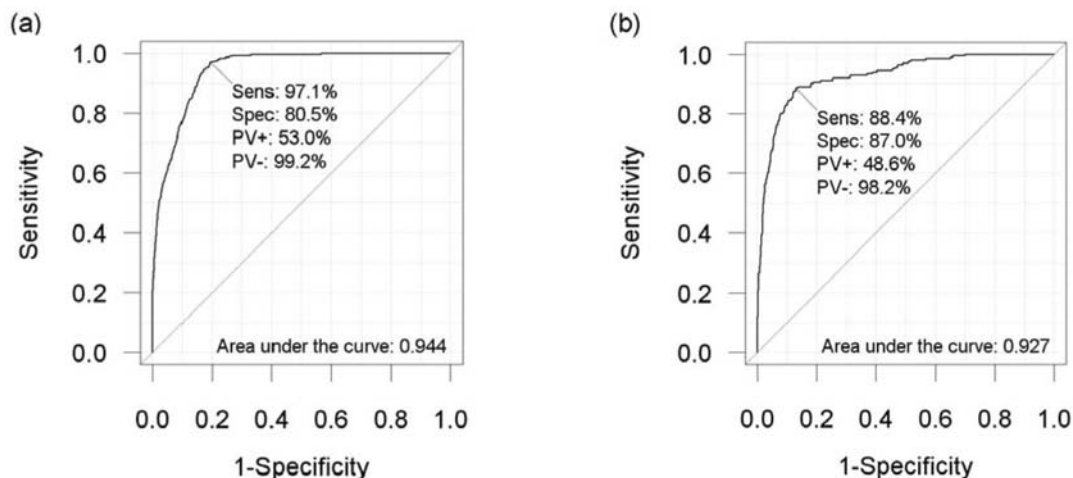 (a)
1.0
0.8
0.6
0.4
0.2
0.0
Sensitivity
Sens: 97.1%
Spec: 80.5%
PV+: 53.0%
PV-: 99.2%
Area under the curve: 0.944
0.0 0.2 0.4 0.6 0.8 1.0
1-Specificity
(b)
1.0
0.8
0.6
0.4
0.2
0.0
Sensitivity
Sens: 88.4%
Spec: 87.0%
PV+: 48.6%
PV-: 98.2%
Area under the curve: 0.927
0.0 0.2 0.4 0.6 0.8 1.0
1-Specificity